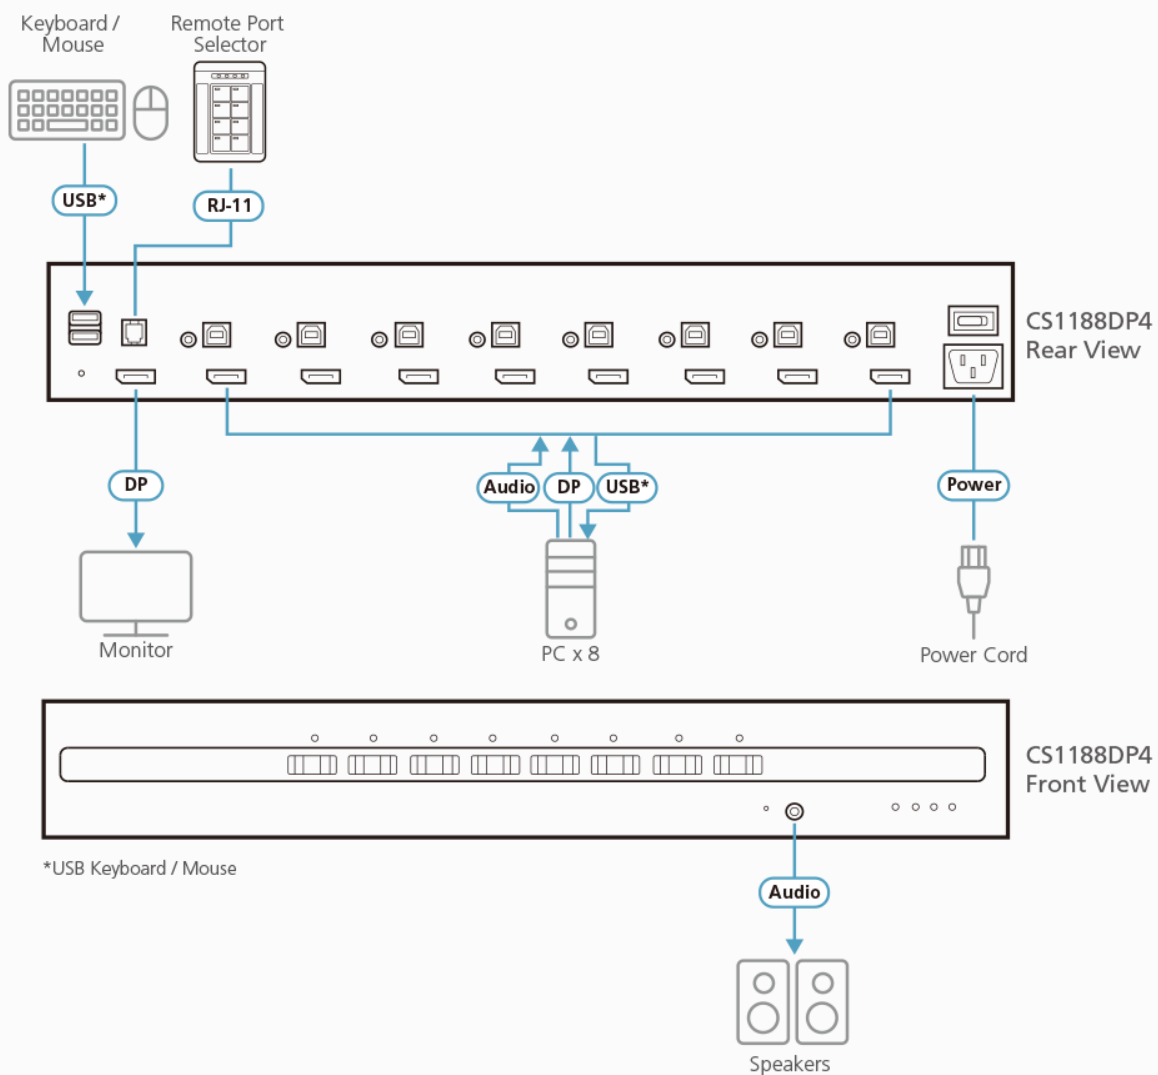 Keyboard /
Mouse
Remote Port
Selector
USB*
RJ-11
CS1188DP4
Rear View
DP
Audio
DP
USB*
Power
Monitor
PC x 8
Power Cord
CS1188DP4
Front View
*USB Keyboard / Mouse
Audio
Speakers